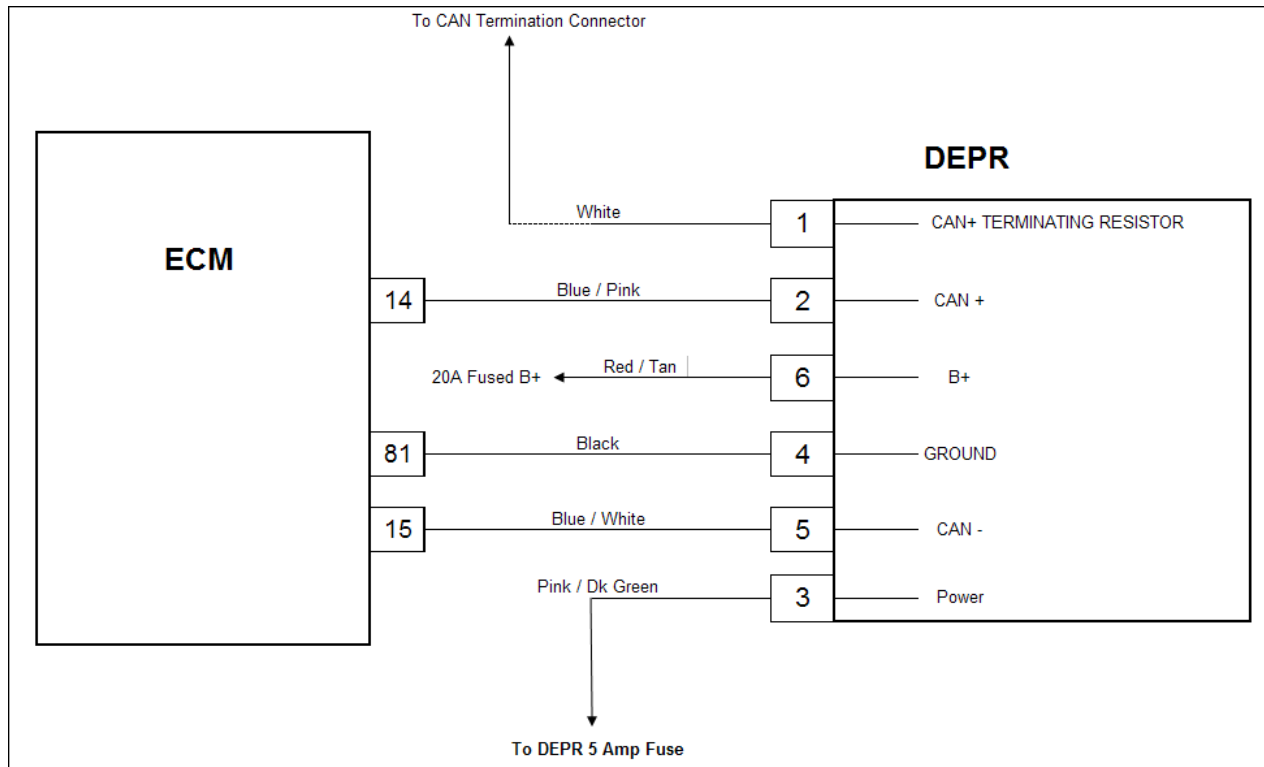 To CAN Termination Connector
DEPR
White
1
CAN+ TERMINATING RESISTOR
ECM
14
Blue / Pink
2
CAN +
20A Fused B+
Red / Tan
6
B+
81
Black
4
GROUND
15
Blue / White
5
CAN -
Pink / Dk Green
3
Power
To DEPR 5 Amp Fuse